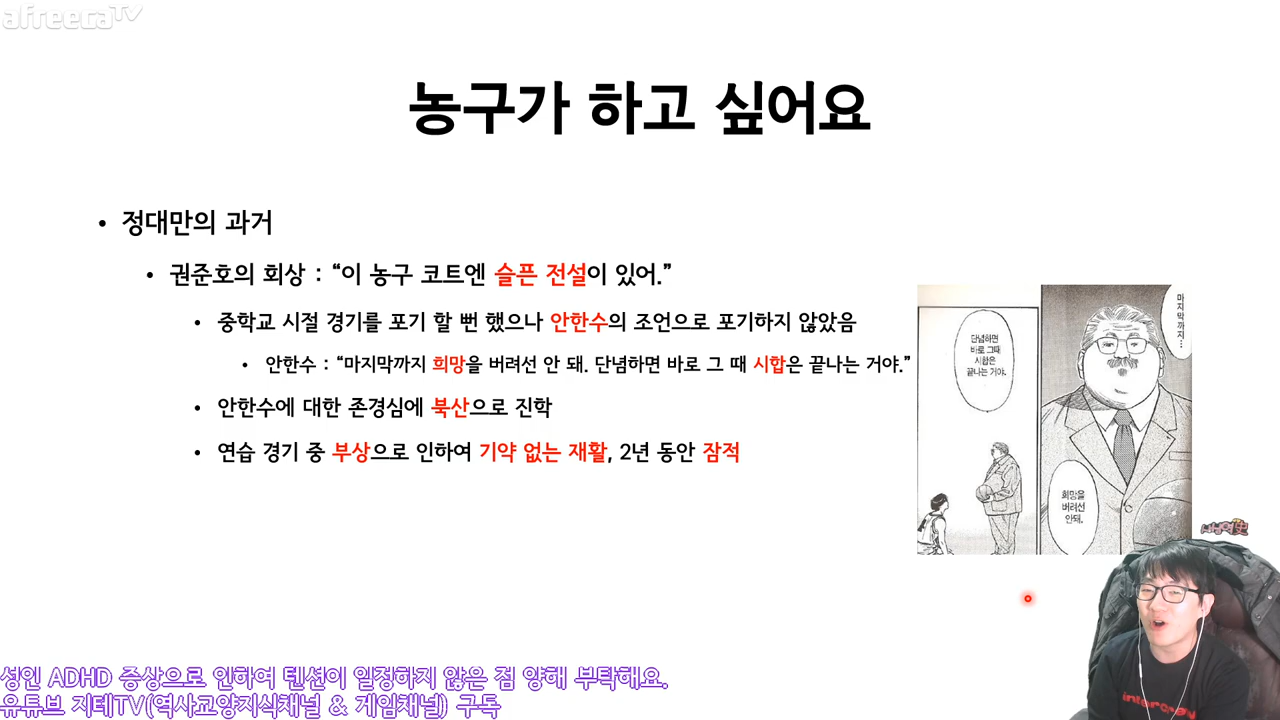 afreecaTV
농구가 하고 싶어요
• 정대만의 과거
• 권준호의 회상 : “이 농구 코트엔 슬픈 전설이 있어.”
• 중학교 시절 경기를 포기 할 뻔 했으나 안한수의 조언으로 포기하지 않았음
• 안한수 : “마지막까지 희망을 버려선 안 돼. 단념하면 바로 그 때 시합은 끝나는 거야.”
• 안한수에 대한 존경심에 북산으로 진학
• 연습 경기 중 부상으로 인하여 기약 없는 재활, 2년 동안 잠적
마지막까지...
희망을
버려선
안돼,
단념하면
바로 그때
시합은
끝나는 거야.
성인 ADHD 증상으로 인하여 텐션이 일정하지 않은 점 양해 부탁해요.
유튜브 지테TV(역사교양지식채널 & 게임채널) 구독